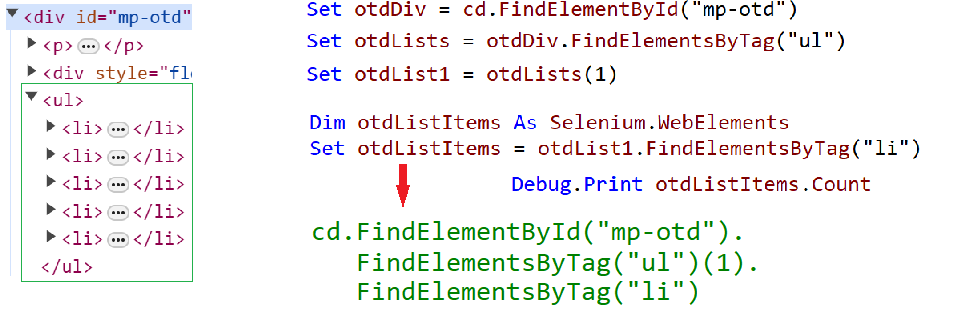 <div id="mp-otd"
<p> ••• </p>
<div style="fle
<ul>
<li> ••• </li>
<li> ••• </li>
<li> ••• </li>
<li> ••• </li>
<li> ••• </li>
</ul>
Set otdDiv = cd.FindElementById("mp-otd")
Set otdLists = otdDiv.FindElementsByTag("ul")
Set otdList1 = otdLists(1)
Dim otdListItems As Selenium.WebElements
Set otdListItems = otdList1.FindElementsByTag("li")
Debug.Print otdListItems.Count
cd.FindElementById("mp-otd").
FindElementsByTag("ul")(1).
FindElementsByTag("li")